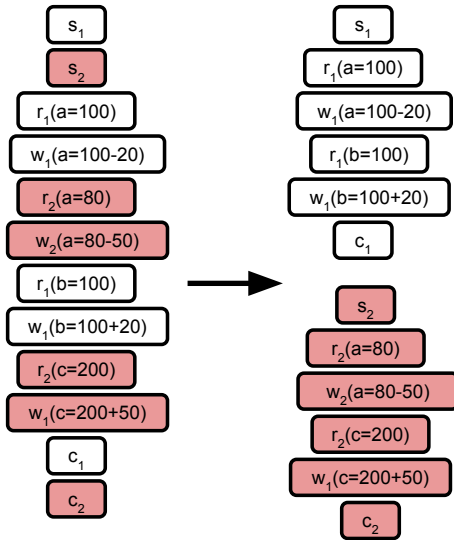 s₁
s₂
r₁(a=100)
w₁(a=100-20)
r₂(a=80)
w₂(a=80-50)
r₁(b=100)
w₁(b=100+20)
r₂(c=200)
w₁(c=200+50)
c₁
c₂
s₁
r₁(a=100)
w₁(a=100-20)
r₁(b=100)
w₁(b=100+20)
c₁
s₂
r₂(a=80)
w₂(a=80-50)
r₂(c=200)
w₁(c=200+50)
c₂